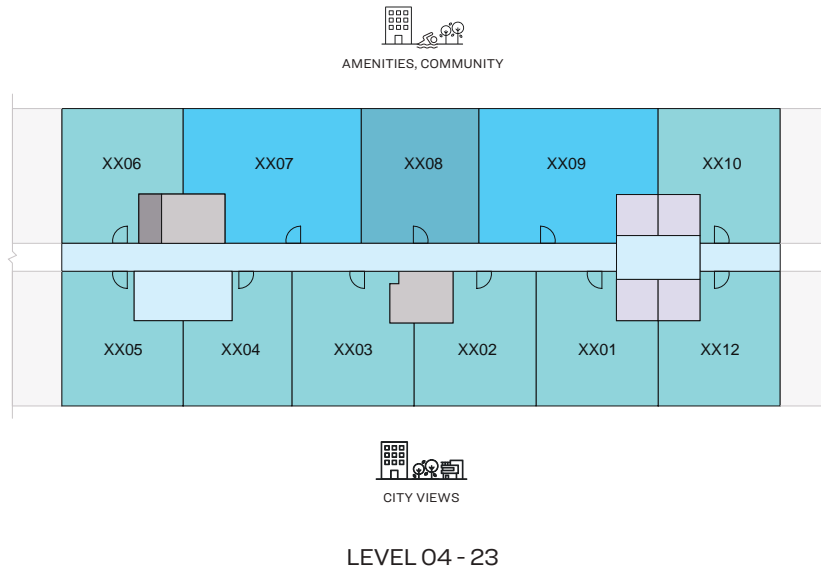 AMENITIES, COMMUNITY
XX06
XX07
XX08
XX09
XX10
XX05
XX04
XX03
XX02
XX01
XX12
CITY VIEWS
LEVEL 04 - 23